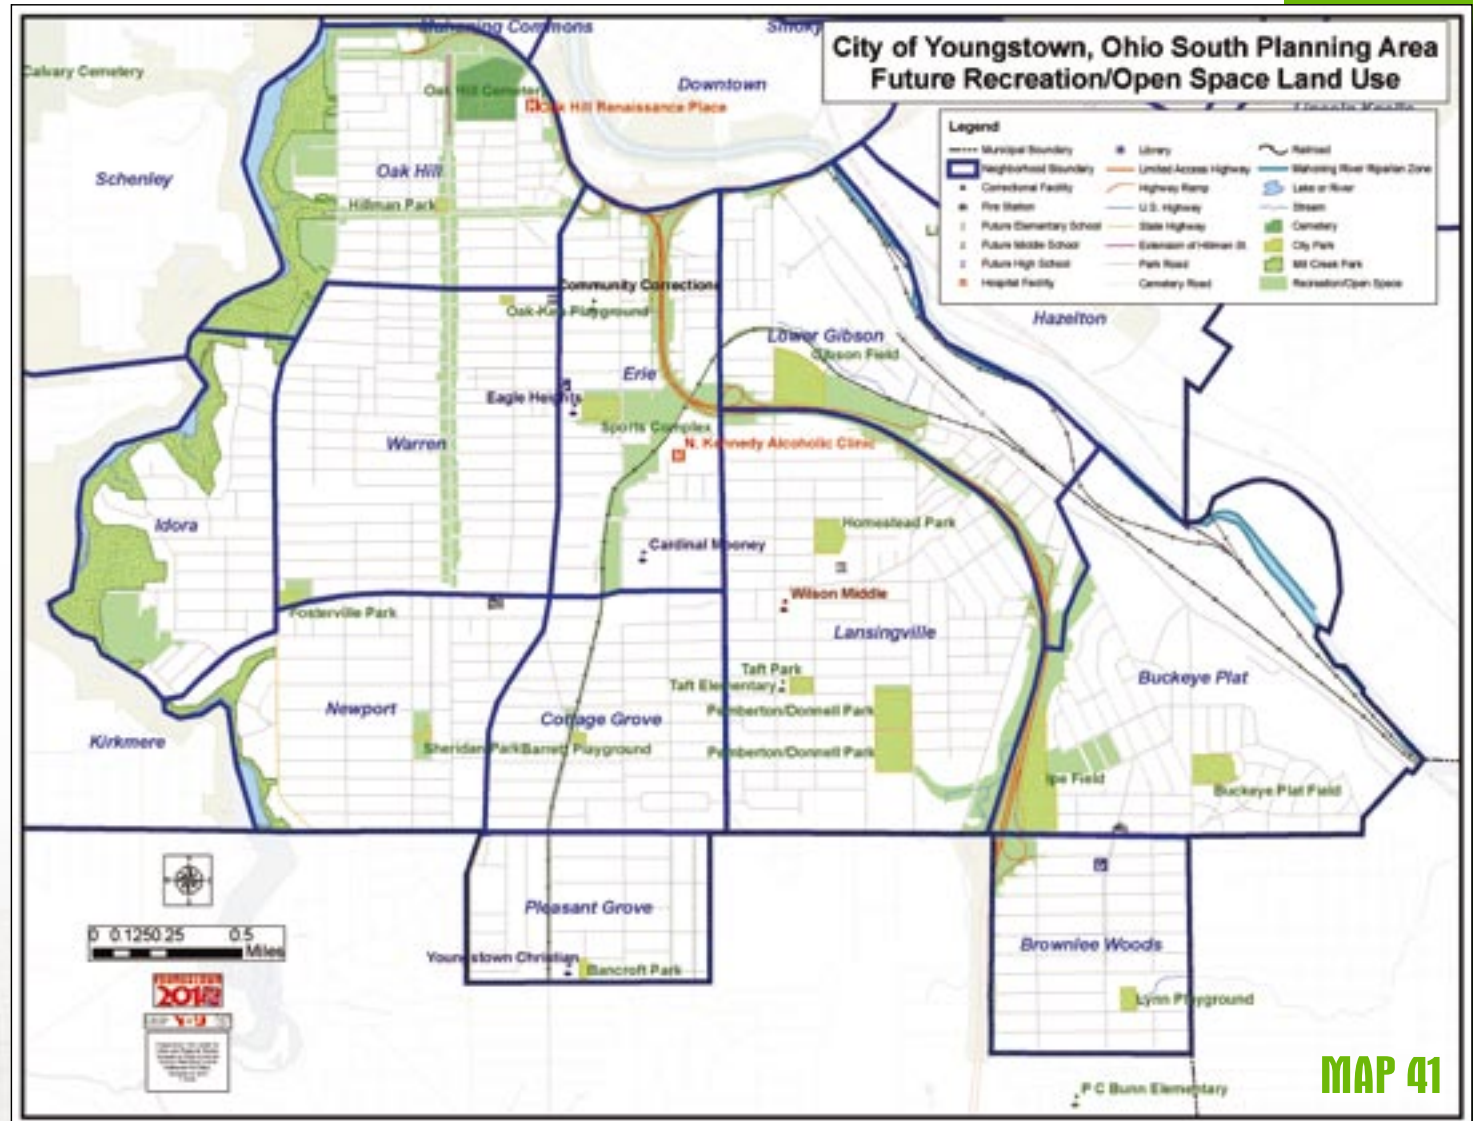 City of Youngstown, Ohio South Planning Area
Future Recreation/Open Space Land Use
Mahoning Commons
Smoky
Calvary Cemetery
Oak Hill Cemetery
Downtown
Oak Hill Renaissance Place
Lincoln Knolls
Legend
Municipal Boundary
Neighborhood Boundary
Correctional Facility
Fire Station
Future Elementary School
Future Middle School
Future High School
Hospital Facility
Library
Limited Access Highway
Highway Ramp
U.S. Highway
State Highway
Extension of Hillman St.
Park Road
Cemetery Road
Railroad
Mahoning River Riparian Zone
Lake or River
Stream
Cemetery
City Park
Mill Creek Park
Recreation/Open Space
Schenley
Oak Hill
Hillman Park
Li
Community Corrections
Oak-Kea Playground
Hazelton
Lower Gibson
Gibson Field
Erie
Eagle Heights
Sports Complex
Warren
N. Kennedy Alcoholic Clinic
Idora
Homestead Park
Cardinal Mooney
Wilson Middle
Fosterville Park
Lansingville
Taft Park
Taft Elementary
Buckeye Plat
Newport
Cottage Grove
Pemberton/Donnell Park
Kirkmere
Sheridan Park
Barrett Playground
Pemberton/Donnell Park
Ipe Field
Buckeye Plat Field
Pleasant Grove
0 0.125 0.25 0.5
Miles
Brownlee Woods
Youngstown Christian
Bancroft Park
YOUNGSTOWN
2010
Lynn Playground
P C Bunn Elementary
MAP 41